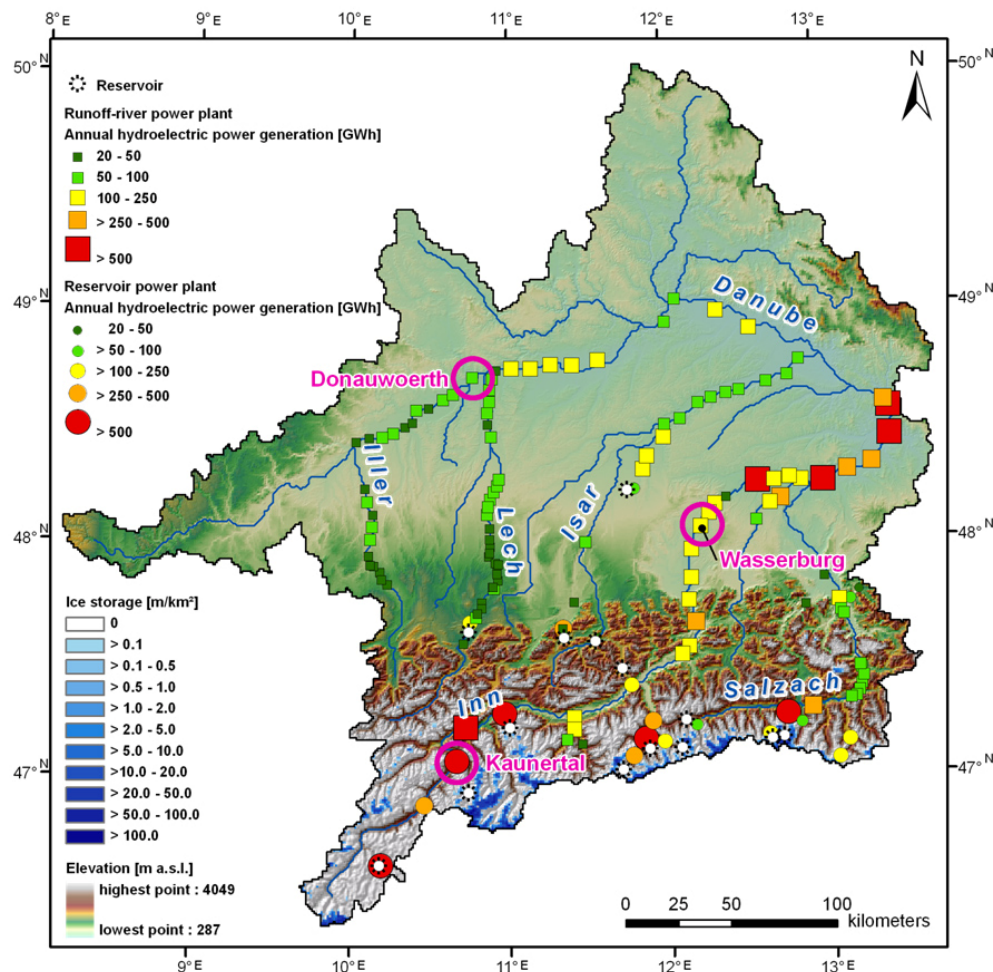 8°E
9°E
10°E
11°E
12°E
13°E
50°N
50°N
N
Reservoir
Runoff-river power plant
Annual hydroelectric power generation [GWh]
20 - 50
50 - 100
100 - 250
> 250 - 500
> 500
Reservoir power plant
Annual hydroelectric power generation [GWh]
20 - 50
> 50 - 100
> 100 - 250
> 250 - 500
> 500
49°
49°N
Danube
Donauwoerth
Iller
Lech
Isar
48°
48°N
Wasserburg
Ice storage [m/km²]
0
> 0.1
> 0.1 - 0.5
> 0.5 - 1.0
> 1.0 - 2.0
> 2.0 - 5.0
> 5.0 - 10.0
>10.0 - 20.0
> 20.0 - 50.0
> 50.0 - 100.0
> 100.0
Inn
Salzach
Kaunertal
47°
47°N
Elevation [m a.s.l.]
highest point : 4049
lowest point : 287
0 25 50 100
kilometers
9°E
10°E
11°E
12°E
13°E